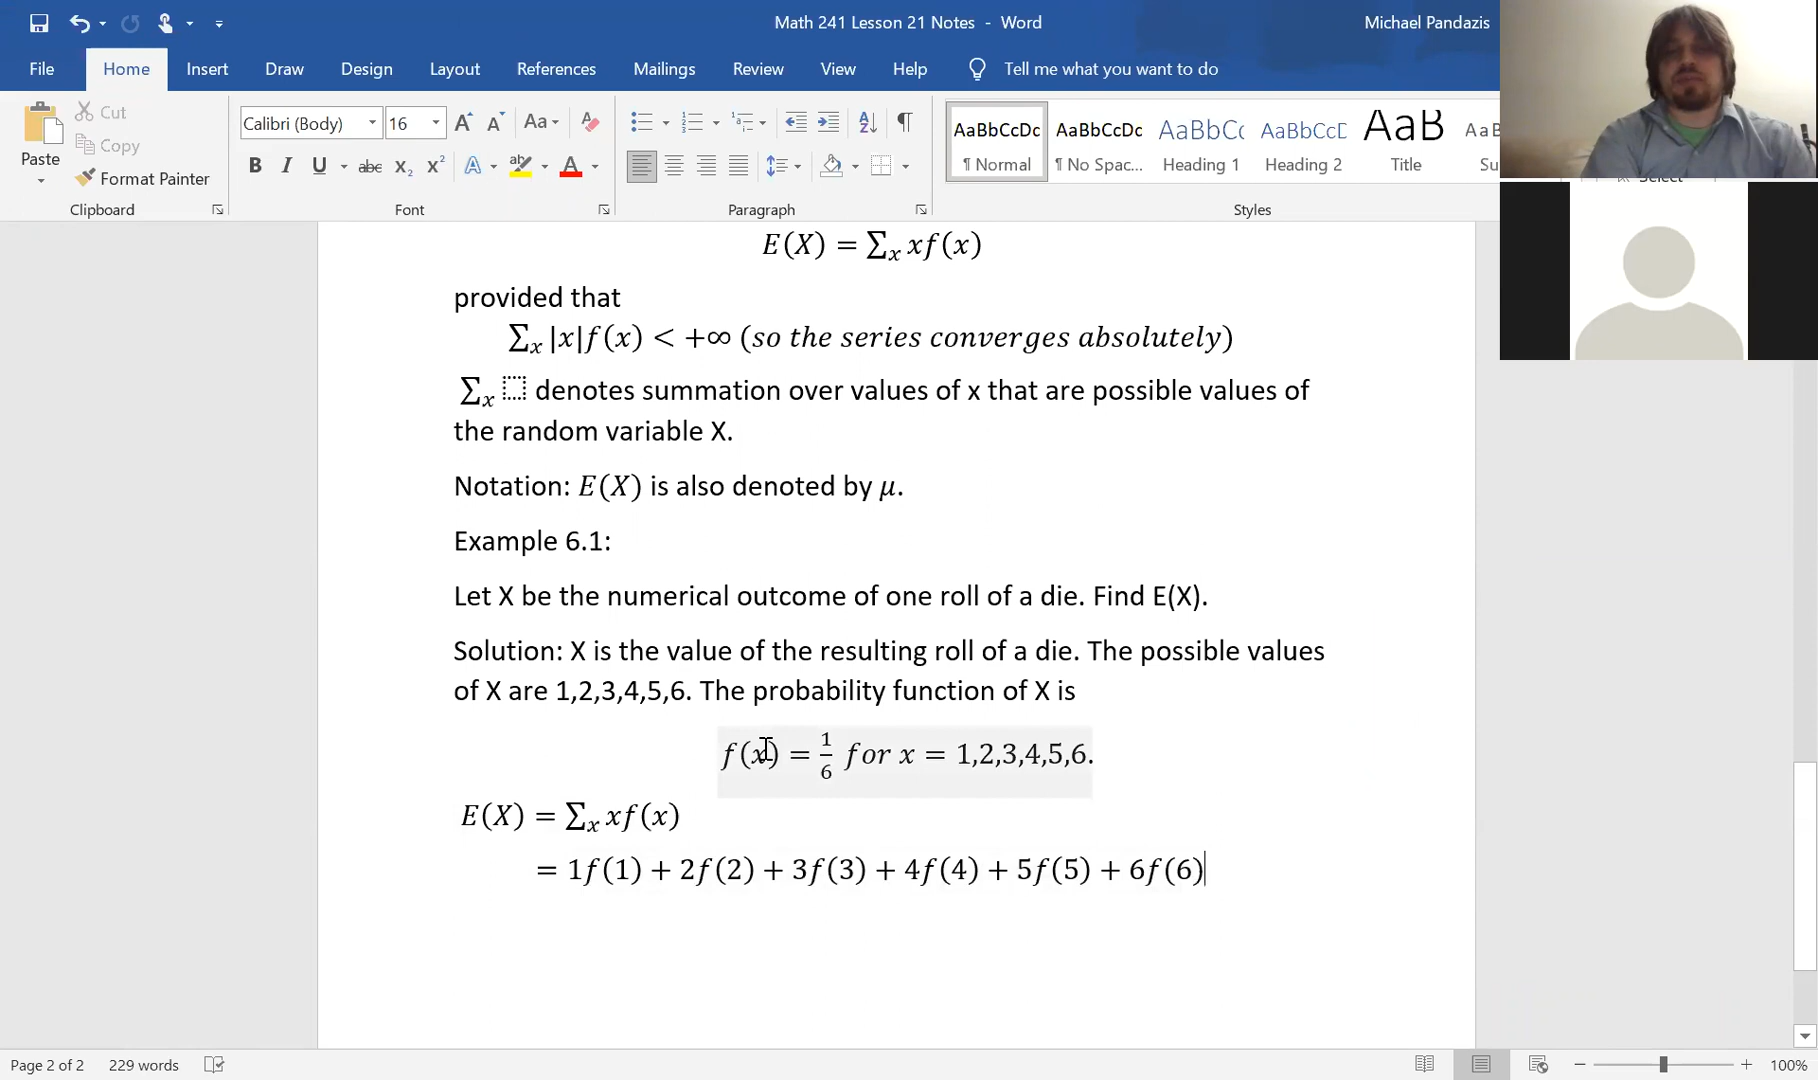 Math 241 Lesson 21 Notes - Word
Michael Pandazis
File Home Insert Draw Design Layout References Mailings Review View Help Tell me what you want to do
Paste
Cut
Copy
Format Painter
Clipboard
Calibri (Body) 16
Font
Paragraph
AaBbCcDc AaBbCcDc AaBbCc AaBbCcD AaB
¶ Normal ¶ No Spac... Heading 1 Heading 2 Title
Styles
E(X) = ∑ₓ xf(x)
provided that
∑ₓ |x|f(x) < +∞ (so the series converges absolutely)
∑ₓ ⬚ denotes summation over values of x that are possible values of
the random variable X.
Notation: E(X) is also denoted by μ.
Example 6.1:
Let X be the numerical outcome of one roll of a die. Find E(X).
Solution: X is the value of the resulting roll of a die. The possible values
of X are 1,2,3,4,5,6. The probability function of X is
f(x) = 1/6 for x = 1,2,3,4,5,6.
E(X) = ∑ₓ xf(x)
= 1f(1) + 2f(2) + 3f(3) + 4f(4) + 5f(5) + 6f(6)
Page 2 of 2 229 words
100%